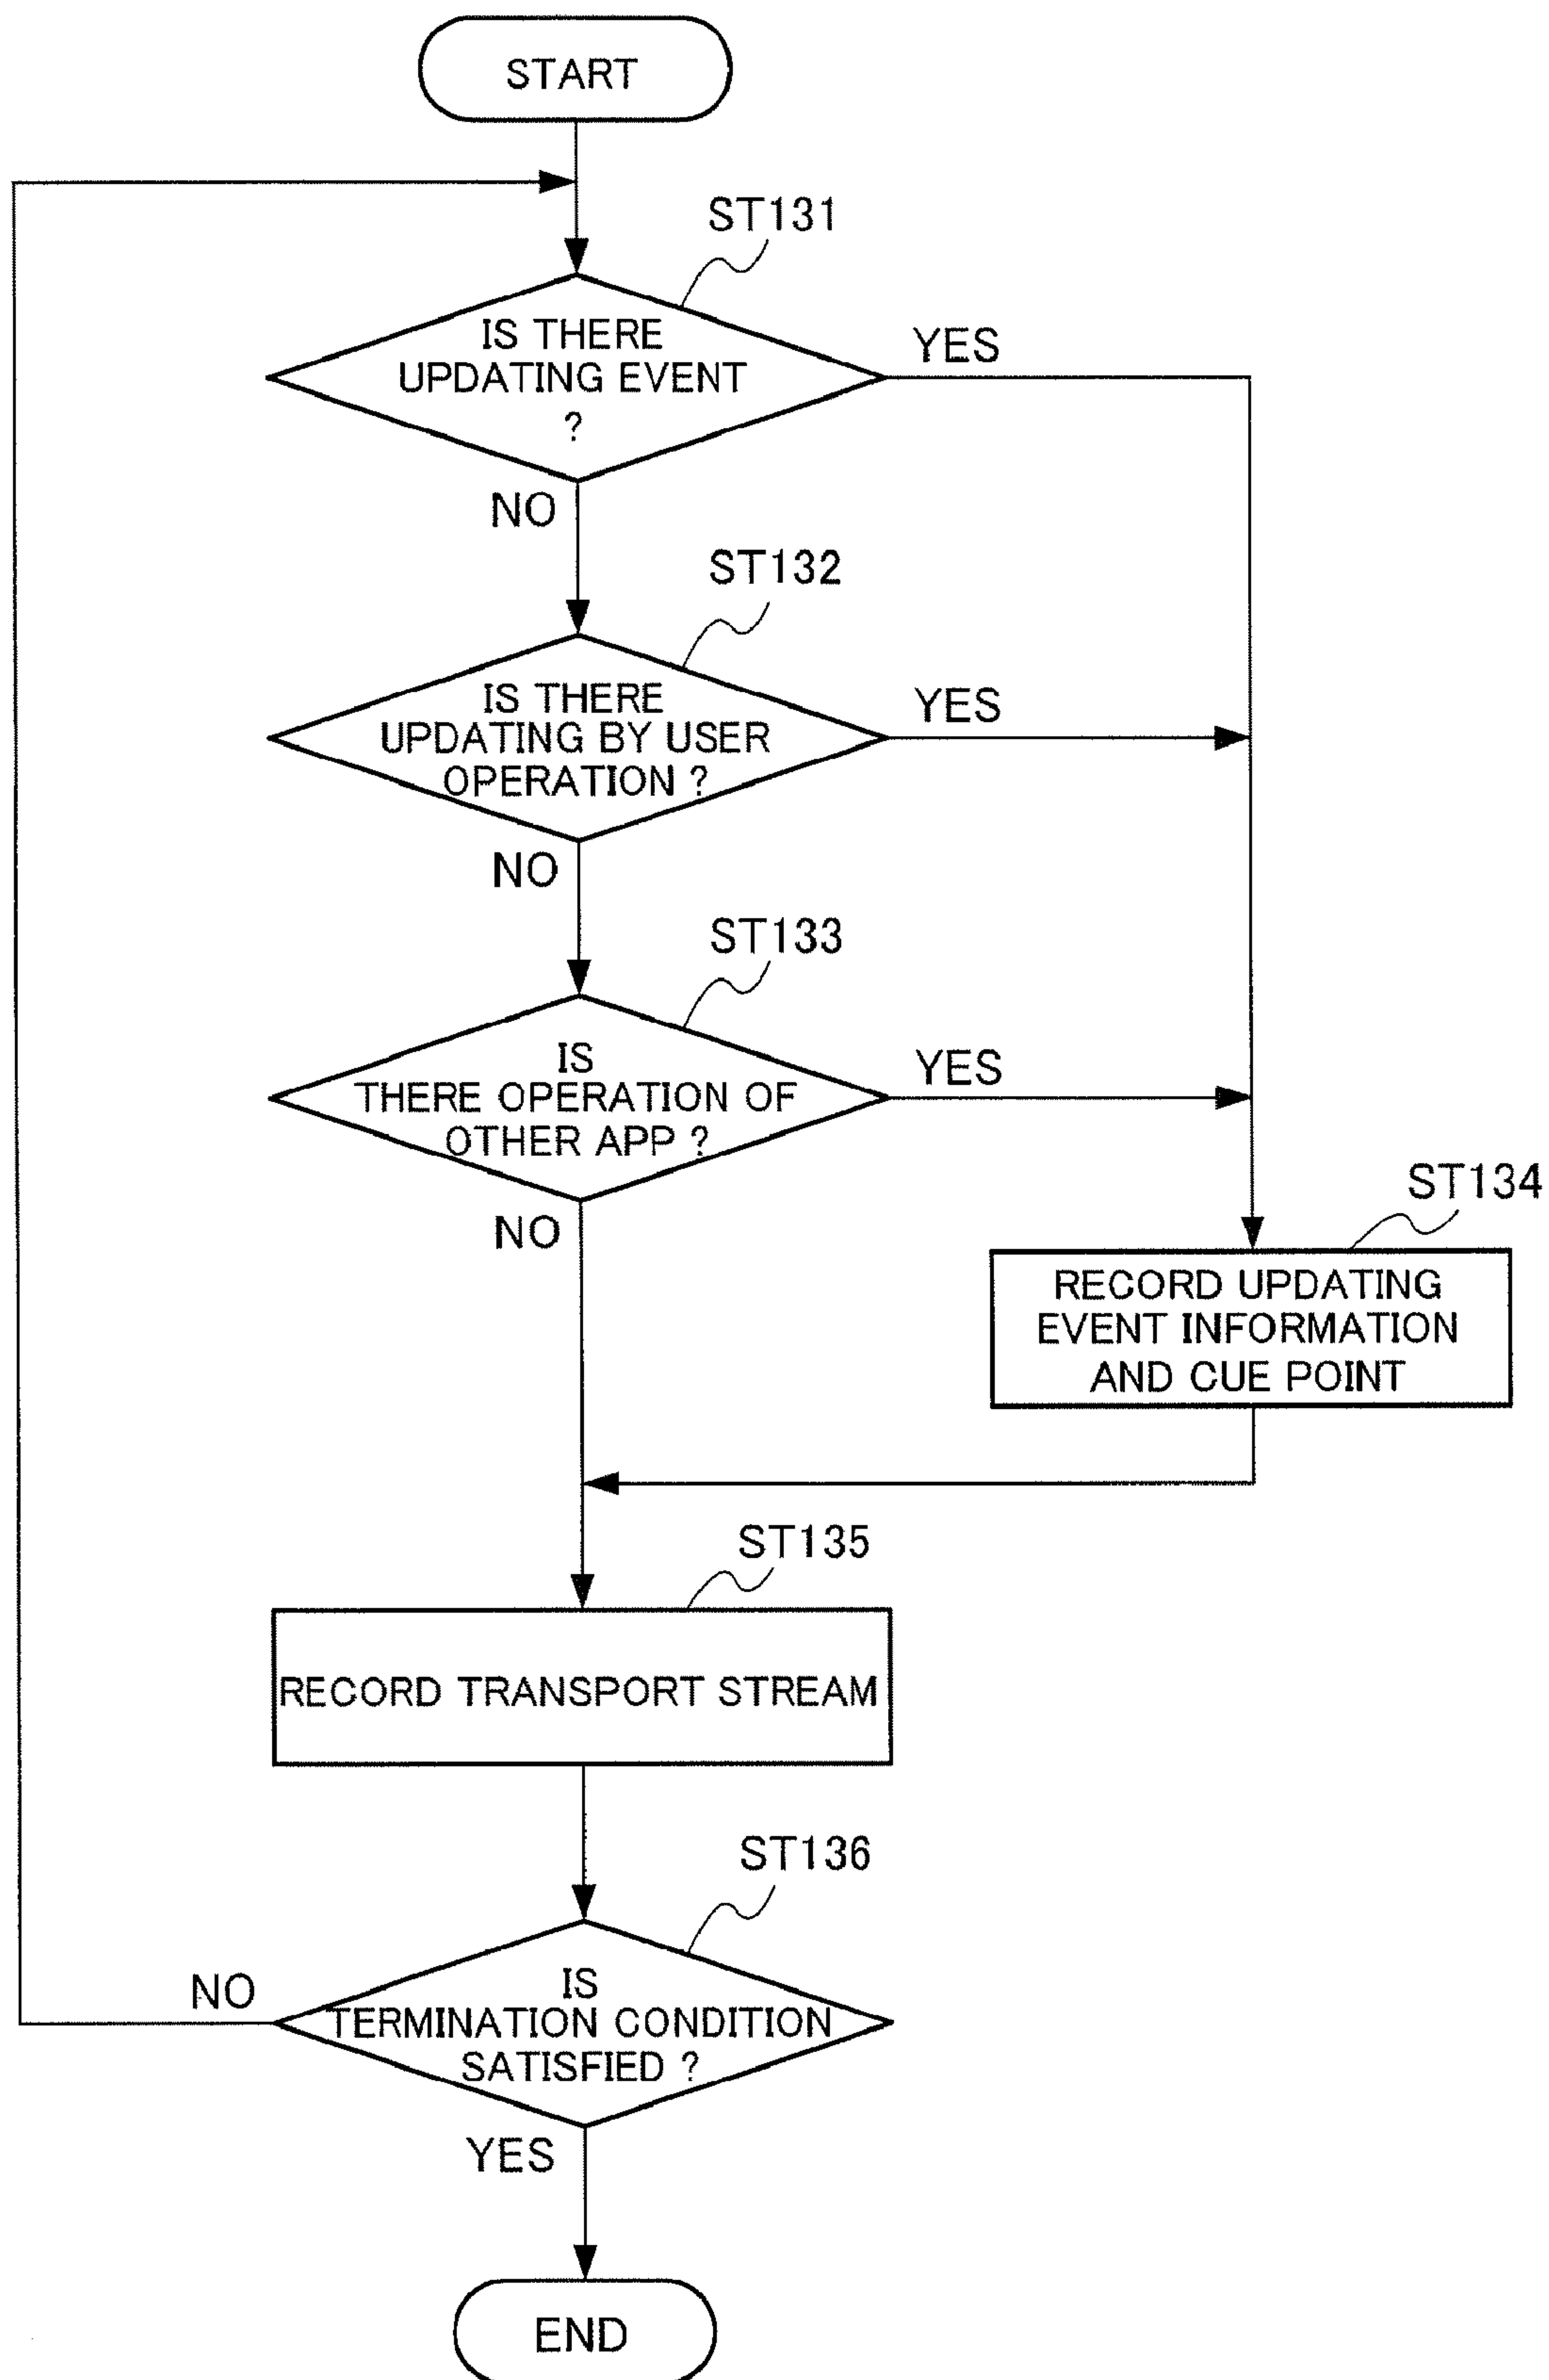 START
ST131
IS THERE
UPDATING EVENT
?
YES
NO
ST132
IS THERE
UPDATING BY USER
OPERATION ?
YES
NO
ST133
IS
THERE OPERATION OF
OTHER APP ?
YES
NO
ST134
RECORD UPDATING
EVENT INFORMATION
AND CUE POINT
ST135
RECORD TRANSPORT STREAM
ST136
IS
TERMINATION CONDITION
SATISFIED ?
NO
YES
END